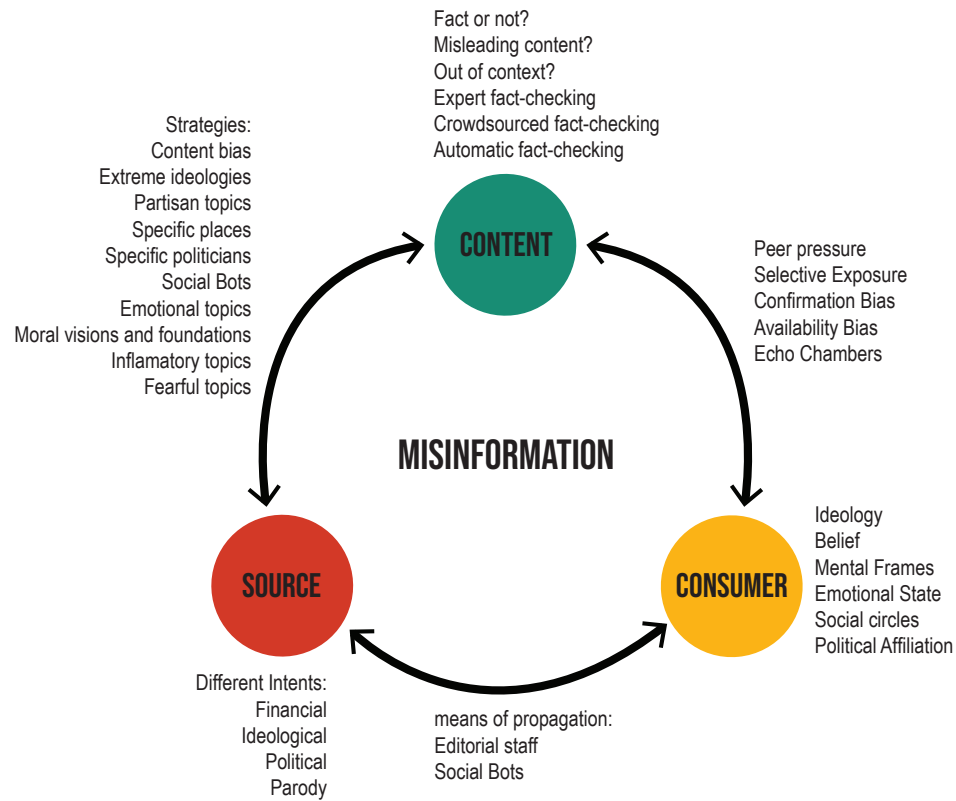 Fact or not?
Misleading content?
Out of context?
Expert fact-checking
Crowdsourced fact-checking
Automatic fact-checking
Strategies:
Content bias
Extreme ideologies
Partisan topics
Specific places
Specific politicians
Social Bots
Emotional topics
Moral visions and foundations
Inflamatory topics
Fearful topics
CONTENT
Peer pressure
Selective Exposure
Confirmation Bias
Availability Bias
Echo Chambers
MISINFORMATION
SOURCE
CONSUMER
Ideology
Belief
Mental Frames
Emotional State
Social circles
Political Affiliation
Different Intents:
Financial
Ideological
Political
Parody
means of propagation:
Editorial staff
Social Bots